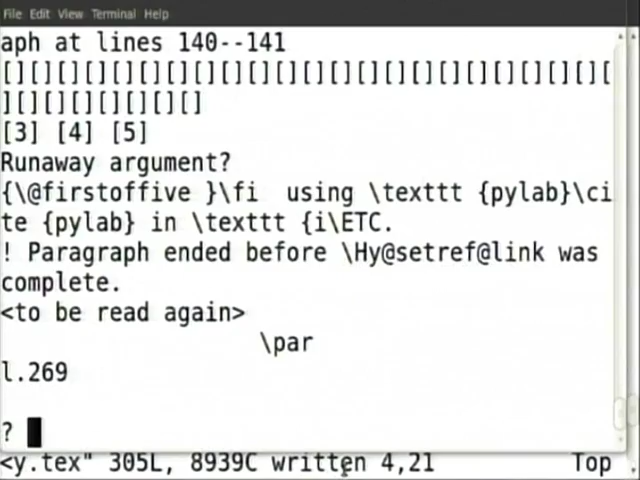 File Edit View Terminal Help
aph at lines 140--141
[][][][][][][][][][][][][][][][][][][][][][][
][][][][][][][]
[3] [4] [5]
Runaway argument?
{\@firstoffive }\fi  using \texttt {pylab}\ci
te {pylab} in \texttt {i\ETC.
! Paragraph ended before \Hy@setref@link was
complete.
<to be read again>
\par
l.269
?
<y.tex" 305L, 8939C written 4,21 Top